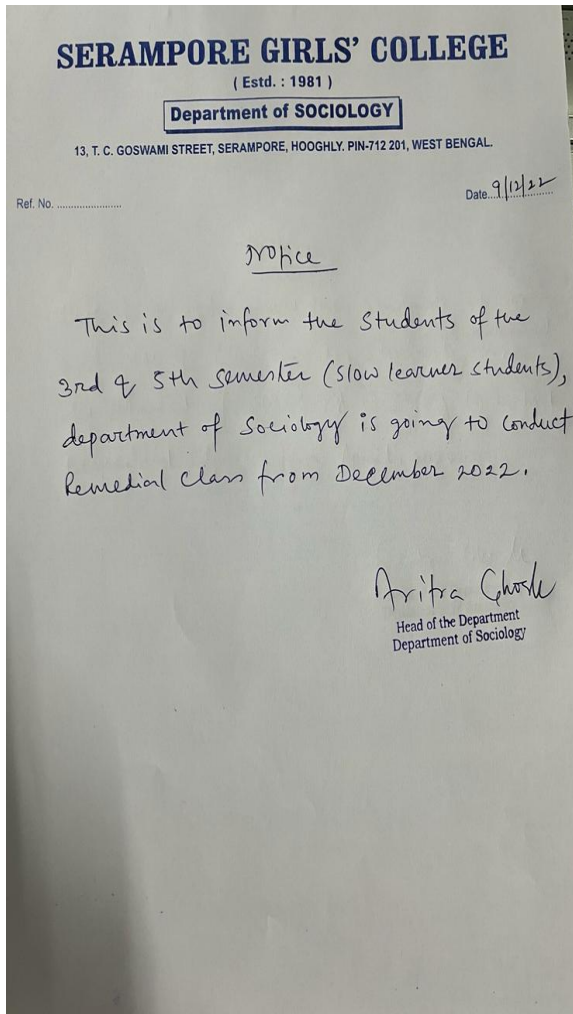 SERAMPORE GIRLS' COLLEGE
( Estd. : 1981 )
Department of SOCIOLOGY
13, T. C. GOSWAMI STREET, SERAMPORE, HOOGHLY. PIN-712 201, WEST BENGAL.
Ref. No. ......................
Date...9/12/22...............
Notice
This is to inform the students of the
3rd & 5th semester (slow learner students),
department of Sociology is going to conduct
Remedial Class from December 2022.
Aritra Ghosh
Head of the Department
Department of Sociology